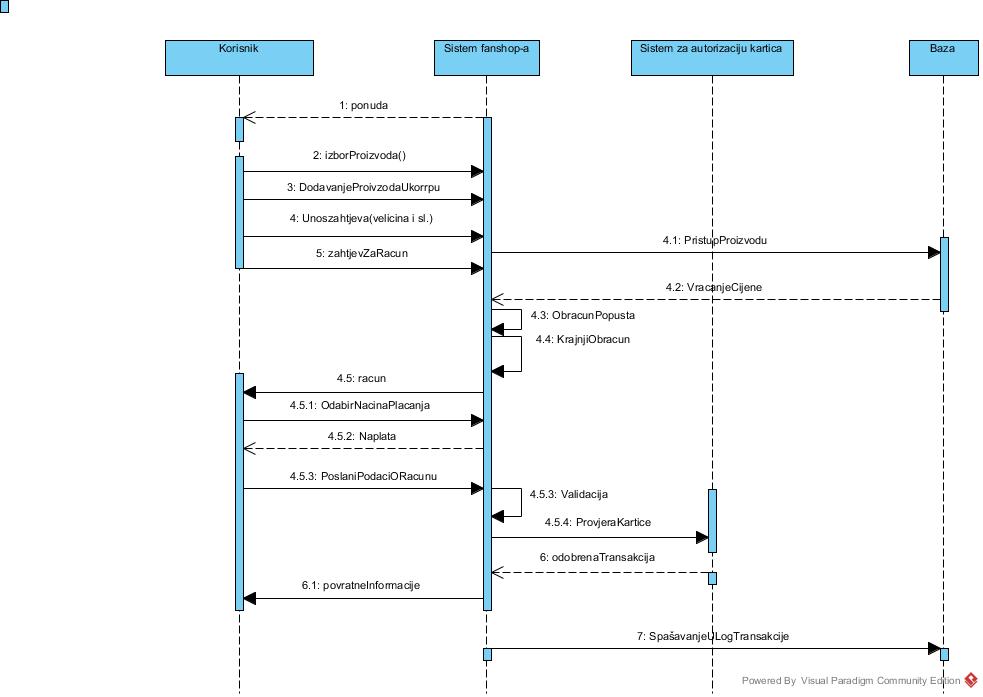 Korisnik
Sistem fanshop-a
Sistem za autorizaciju kartica
Baza
1: ponuda
2: izborProizvoda()
3: DodavanjeProivzodaUkorrpu
4: Unoszahtjeva(velicina i sl.)
4.1: PristupProizvodu
5: zahtjevZaRacun
4.2: VracanjeCijene
4.3: ObracunPopusta
4.4: KrajnjiObracun
4.5: racun
4.5.1: OdabirNacinaPlacanja
4.5.2: Naplata
4.5.3: PoslaniPodaciORacunu
4.5.3: Validacija
4.5.4: ProvjeraKartice
6: odobrenaTransakcija
6.1: povratneInformacije
7: SpašavanjeULogTransakcije
Powered By Visual Paradigm Community Edition